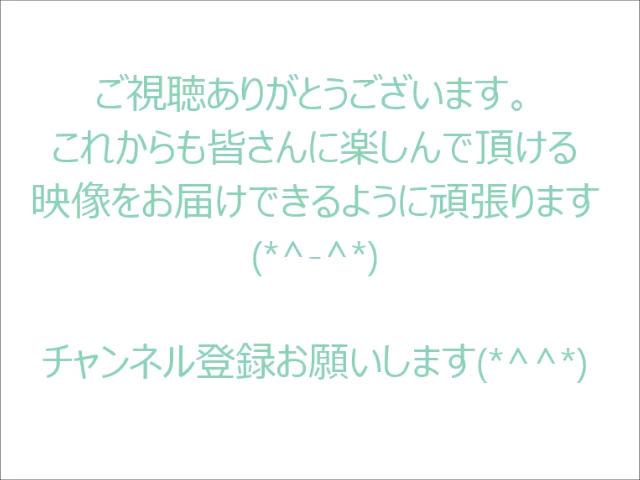 ご視聴ありがとうございます。
これからも皆さんに楽しんで頂ける
映像をお届けできるように頑張ります
(*^-^*)
チャンネル登録お願いします(*^^*)